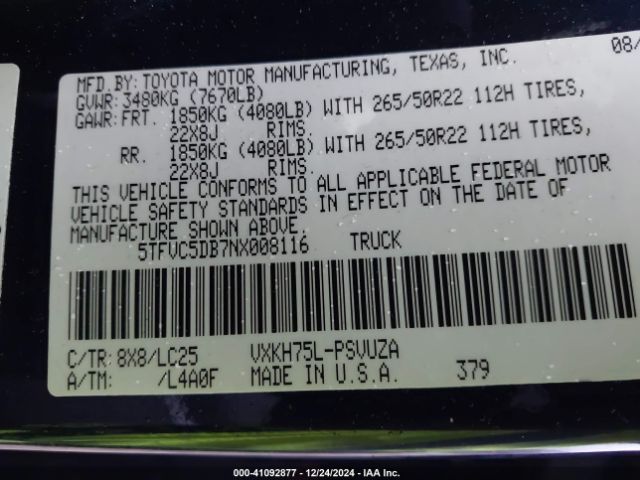 MFD. BY: TOYOTA MOTOR MANUFACTURING, TEXAS, INC. 08/
GVWR: 3480KG (7670LB)
GAWR: FRT. 1850KG (4080LB) WITH 265/50R22 112H TIRES,
22X8J RIMS.
RR. 1850KG (4080LB) WITH 265/50R22 112H TIRES,
22X8J RIMS.
THIS VEHICLE CONFORMS TO ALL APPLICABLE FEDERAL MOTOR
VEHICLE SAFETY STANDARDS IN EFFECT ON THE DATE OF
MANUFACTURE SHOWN ABOVE.
5TFVC5DB7NX008116 TRUCK
C/TR: 8X8/LC25 VXKH75L-PSVUZA
A/TM: /L4A0F MADE IN U.S.A. 379
000-41092877 - 12/24/2024 - IAA Inc.